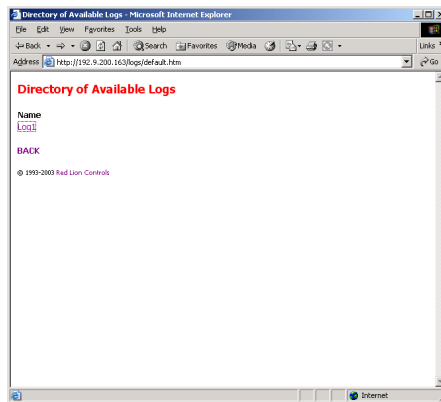 Directory of Available Logs - Microsoft Internet Explorer
File Edit View Favorites Tools Help
Back Search Favorites Media Links
Address http://192.9.200.163/logs/default.htm Go
Directory of Available Logs
Name
Log1
BACK
© 1993-2003 Red Lion Controls
Internet